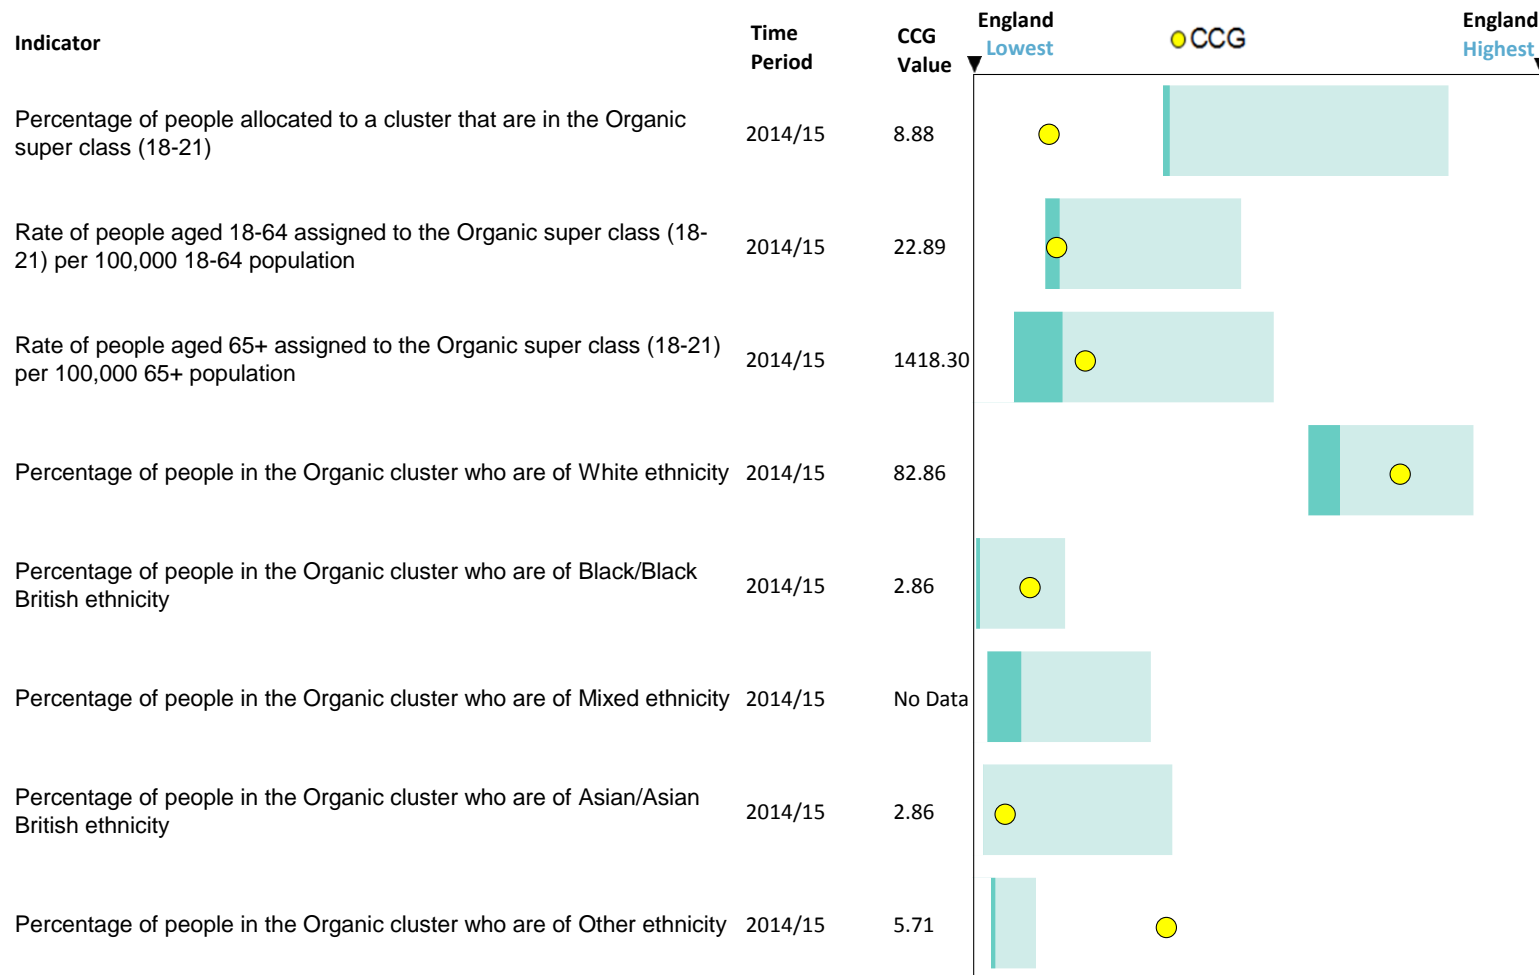 Indicator
Time Period
CCG Value
England Lowest
CCG
England Highest
Percentage of people allocated to a cluster that are in the Organic
super class (18-21)
2014/15
8.88
Rate of people aged 18-64 assigned to the Organic super class (18-
21) per 100,000 18-64 population
2014/15
22.89
Rate of people aged 65+ assigned to the Organic super class (18-21)
per 100,000 65+ population
2014/15
1418.30
Percentage of people in the Organic cluster who are of White ethnicity
2014/15
82.86
Percentage of people in the Organic cluster who are of Black/Black
British ethnicity
2014/15
2.86
Percentage of people in the Organic cluster who are of Mixed ethnicity
2014/15
No Data
Percentage of people in the Organic cluster who are of Asian/Asian
British ethnicity
2014/15
2.86
Percentage of people in the Organic cluster who are of Other ethnicity
2014/15
5.71